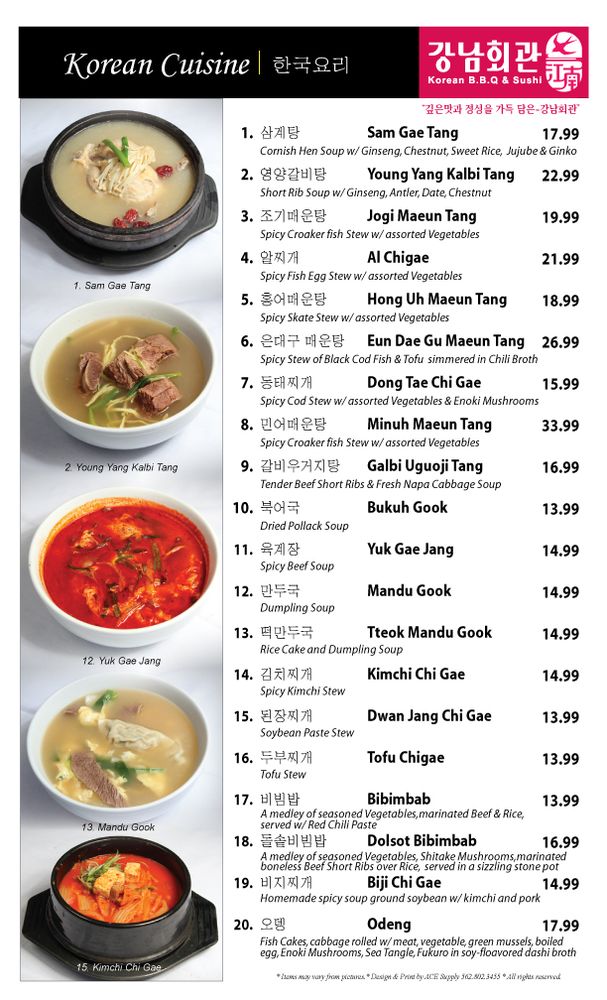 Korean Cuisine | 한국요리
강남회관
Korean B.B.Q & Sushi
"깊은맛과 정성을 가득 담은-강남회관"
1. 삼계탕 Sam Gae Tang 17.99
Cornish Hen Soup w/ Ginseng, Chestnut, Sweet Rice, Jujube & Ginko
2. 영양갈비탕 Young Yang Kalbi Tang 22.99
Short Rib Soup w/ Ginseng, Antler, Date, Chestnut
3. 조기매운탕 Jogi Maeun Tang 19.99
Spicy Croaker fish Stew w/ assorted Vegetables
4. 알찌개 Al Chigae 21.99
Spicy Fish Egg Stew w/ assorted Vegetables
5. 홍어매운탕 Hong Uh Maeun Tang 18.99
Spicy Skate Stew w/ assorted Vegetables
6. 은대구 매운탕 Eun Dae Gu Maeun Tang 26.99
Spicy Stew of Black Cod Fish & Tofu simmered in Chili Broth
7. 동태찌개 Dong Tae Chi Gae 15.99
Spicy Cod Stew w/ assorted Vegetables & Enoki Mushrooms
8. 민어매운탕 Minuh Maeun Tang 33.99
Spicy Croaker fish Stew w/ assorted Vegetables
9. 갈비우거지탕 Galbi Uguoji Tang 16.99
Tender Beef Short Ribs & Fresh Napa Cabbage Soup
10. 북어국 Bukuh Gook 13.99
Dried Pollack Soup
11. 육계장 Yuk Gae Jang 14.99
Spicy Beef Soup
12. 만두국 Mandu Gook 14.99
Dumpling Soup
13. 떡만두국 Tteok Mandu Gook 14.99
Rice Cake and Dumpling Soup
14. 김치찌개 Kimchi Chi Gae 14.99
Spicy Kimchi Stew
15. 된장찌개 Dwan Jang Chi Gae 13.99
Soybean Paste Stew
16. 두부찌개 Tofu Chigae 13.99
Tofu Stew
17. 비빔밥 Bibimbab 13.99
A medley of seasoned Vegetables,marinated Beef & Rice,
served w/ Red Chili Paste
18. 돌솥비빔밥 Dolsot Bibimbab 16.99
A medley of seasoned Vegetables, Shitake Mushrooms,marinated
boneless Beef Short Ribs over Rice, served in a sizzling stone pot
19. 비지찌개 Biji Chi Gae 14.99
Homemade spicy soup ground soybean w/ kimchi and pork
20. 오뎅 Odeng 17.99
Fish Cakes, cabbage rolled w/ meat, vegetable, green mussels, boiled
egg, Enoki Mushrooms, Sea Tangle, Fukuro in soy-floavored dashi broth
1. Sam Gae Tang
2. Young Yang Kalbi Tang
12. Yuk Gae Jang
13. Mandu Gook
15. Kimchi Chi Gae
* Items may vary from pictures. * Design & Print by ACE Supply 562.802.3455 * All rights reserved.